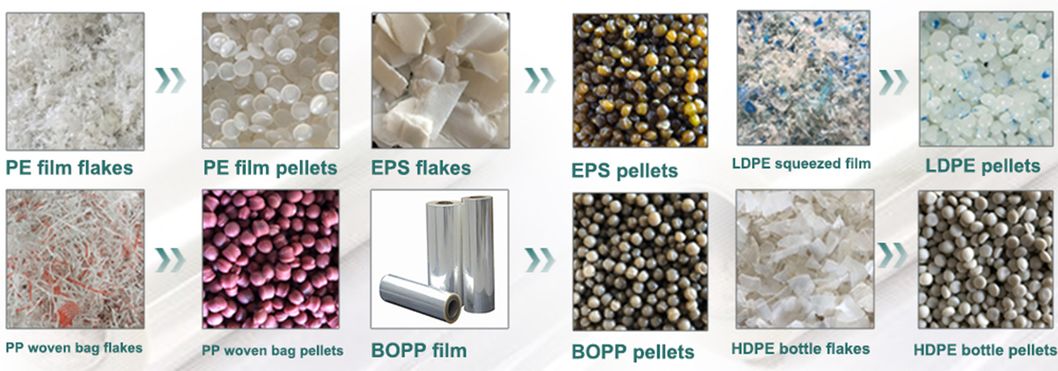 PE film flakes
PE film pellets
EPS flakes
EPS pellets
LDPE squeezed film
LDPE pellets
PP woven bag flakes
PP woven bag pellets
BOPP film
BOPP pellets
HDPE bottle flakes
HDPE bottle pellets